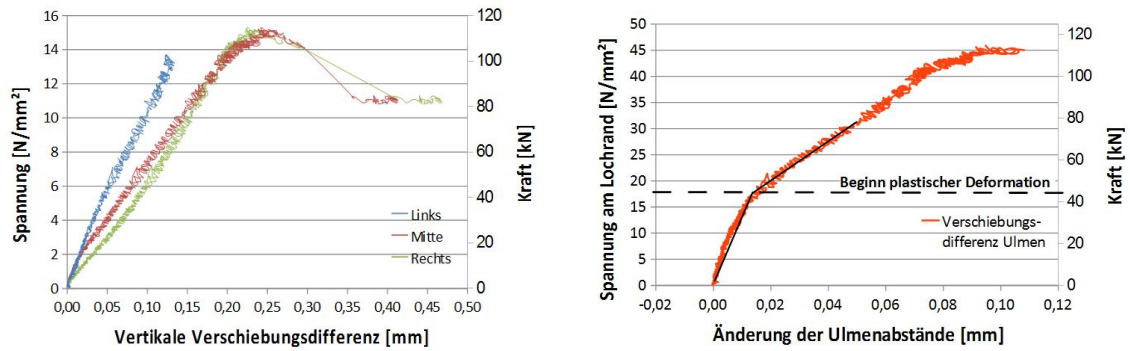 Spannung [N/mm²]
16
14
12
10
8
6
4
2
0
0,00 0,05 0,10 0,15 0,20 0,25 0,30 0,35 0,40 0,45 0,50
Vertikale Verschiebungsdifferenz [mm]
120
100
80
60
40
20
0
Kraft [kN]
Links
Mitte
Rechts
Spannung am Lochrand [N/mm²]
50
45
40
35
30
25
20
15
10
5
0
-0,02 0,00 0,02 0,04 0,06 0,08 0,10 0,12
Änderung der Ulmenabstände [mm]
120
100
80
60
40
20
0
Kraft [kN]
Beginn plastischer Deformation
Verschiebungs-
differenz Ulmen